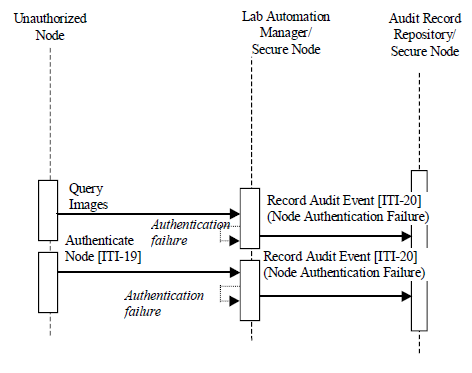 Unauthorized
Node
Lab Automation
Manager/
Secure Node
Audit Record
Repository/
Secure Node
Query
Images
Record Audit Event [ITI-20]
(Node Authentication Failure)
Authentication
failure
Authenticate
Node [ITI-19]
Record Audit Event [ITI-20]
(Node Authentication Failure)
Authentication
failure